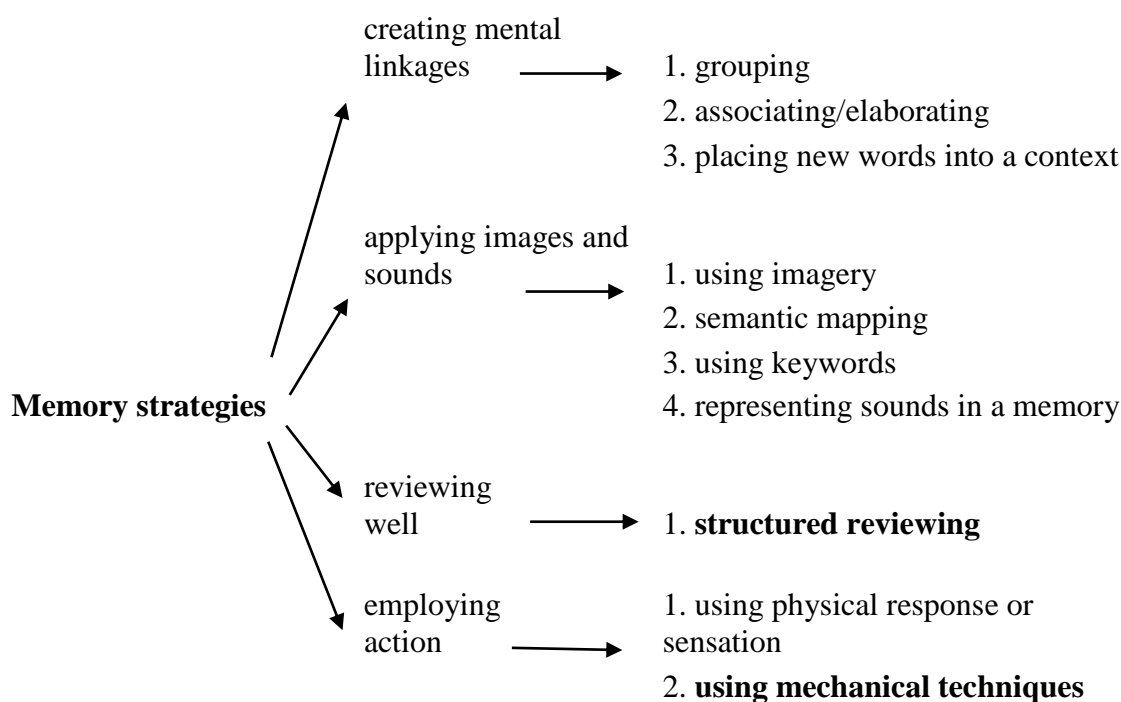 creating mental
linkages
1. grouping
2. associating/elaborating
3. placing new words into a context
applying images and
sounds
1. using imagery
2. semantic mapping
3. using keywords
4. representing sounds in a memory
Memory strategies
reviewing
well
1. structured reviewing
employing
action
1. using physical response or
sensation
2. using mechanical techniques